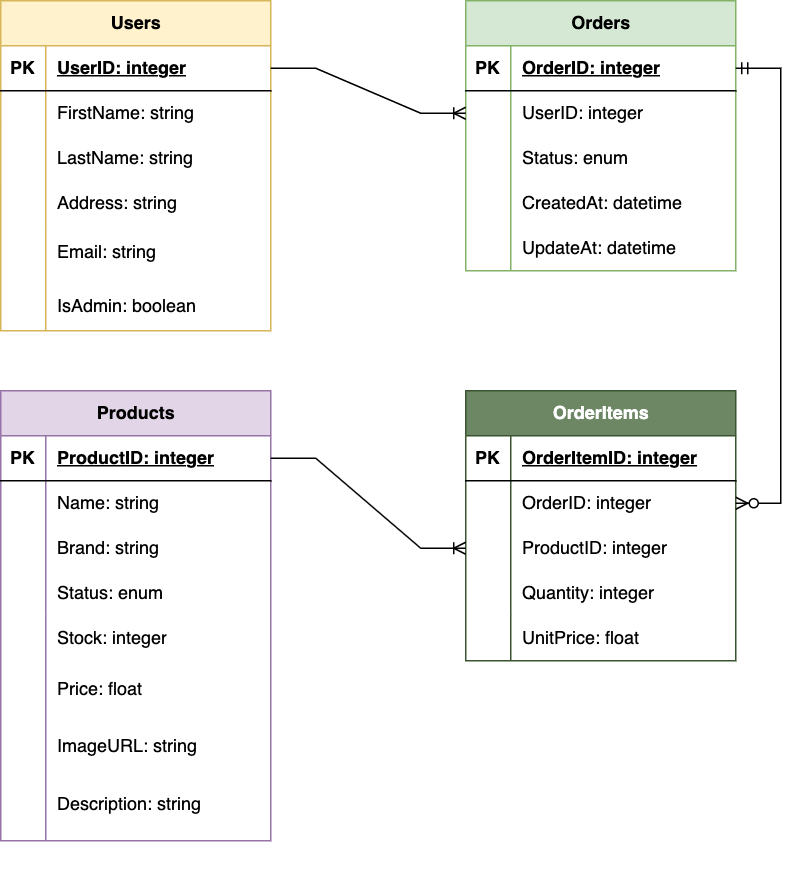 Users
PK UserID: integer
FirstName: string
LastName: string
Address: string
Email: string
IsAdmin: boolean
Orders
PK OrderID: integer
UserID: integer
Status: enum
CreatedAt: datetime
UpdateAt: datetime
Products
PK ProductID: integer
Name: string
Brand: string
Status: enum
Stock: integer
Price: float
ImageURL: string
Description: string
OrderItems
PK OrderItemID: integer
OrderID: integer
ProductID: integer
Quantity: integer
UnitPrice: float